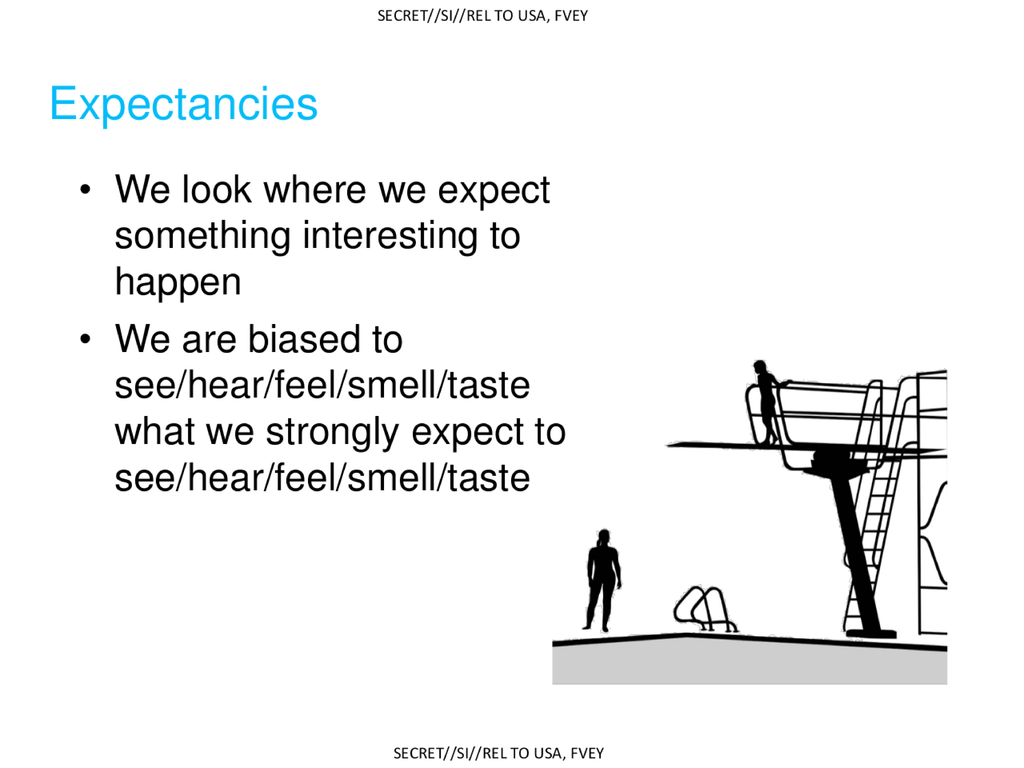 SECRET//SI//REL TO USA, FVEY
Expectancies
• We look where we expect
something interesting to
happen
• We are biased to
see/hear/feel/smell/taste
what we strongly expect to
see/hear/feel/smell/taste
SECRET//SI//REL TO USA, FVEY